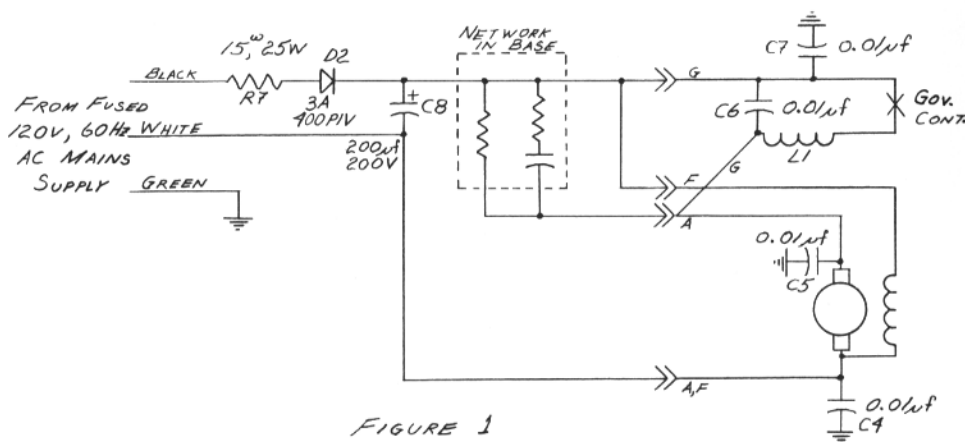 NETWORK
IN BASE
15,ω 25W
D2
BLACK
R7
3A
400PIV
+
C8
200μf
200V
FROM FUSED
120V, 60HZ WHITE
AC MAINS
SUPPLY GREEN
G
C7
0.01μf
C6
0.01μf
GOV.
CONT.
L1
G
F
A
0.01μf
C5
A,F
0.01μf
C4
FIGURE 1